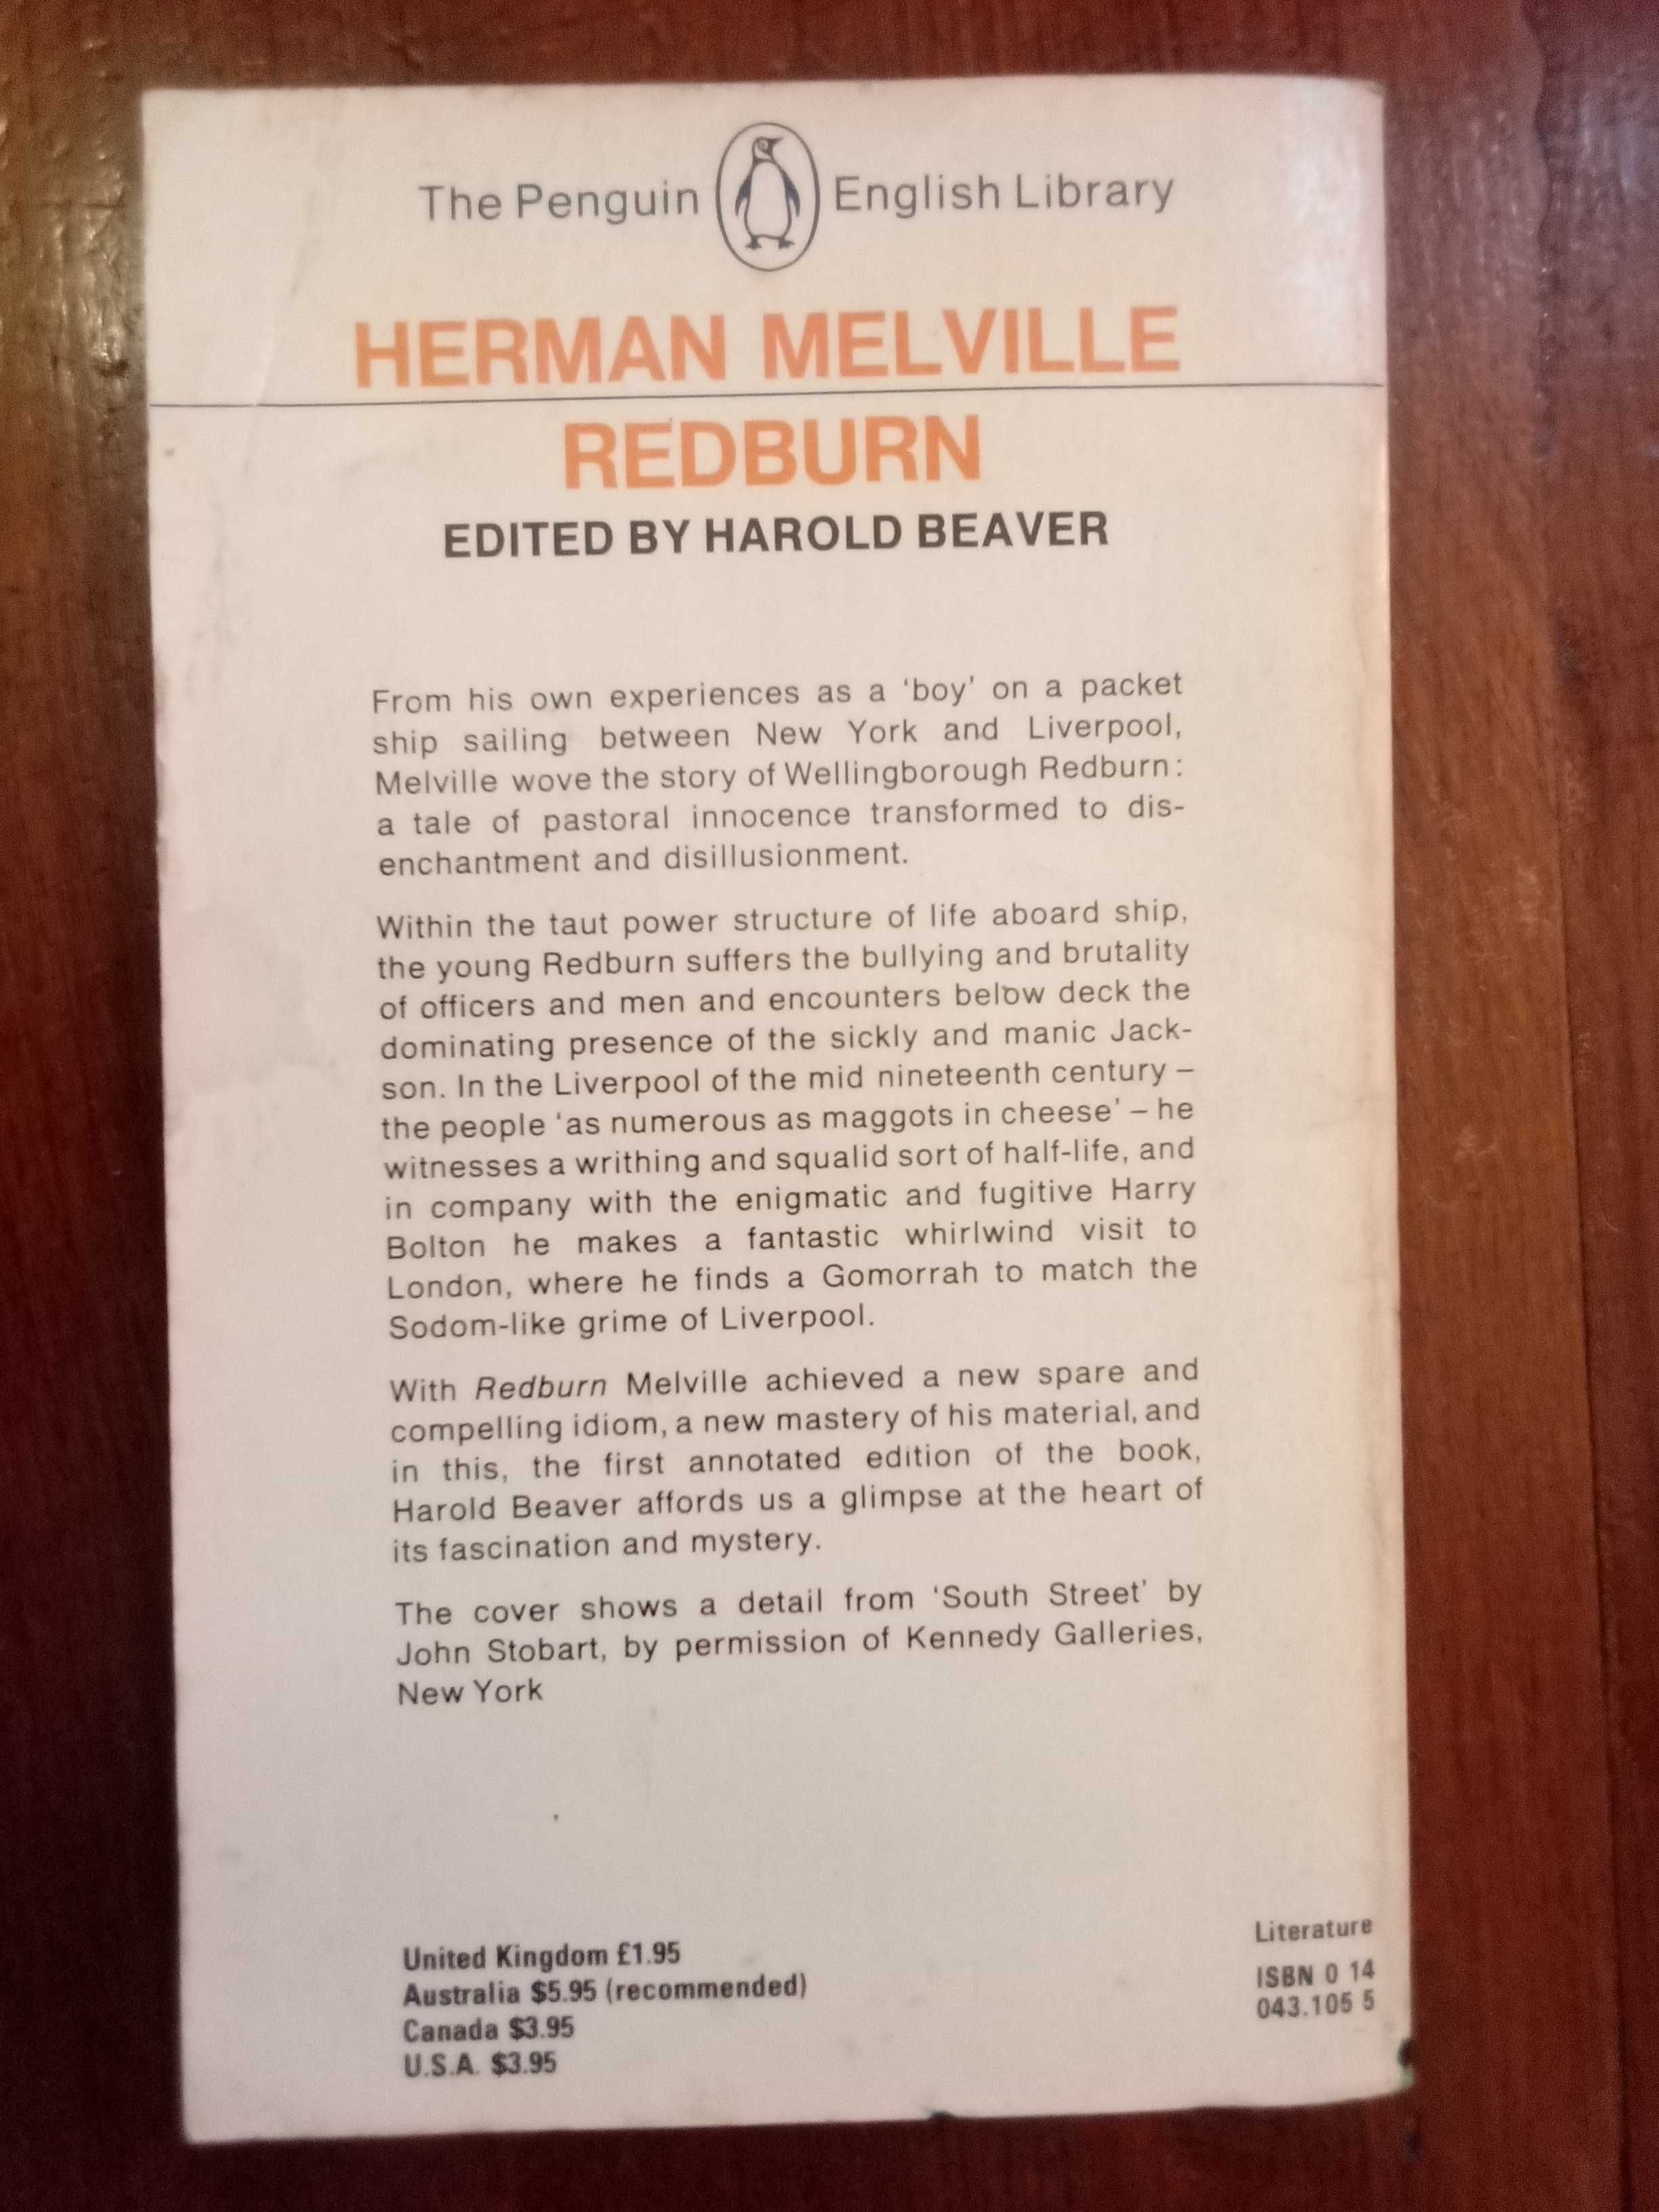 The Penguin English Library
HERMAN MELVILLE
REDBURN
EDITED BY HAROLD BEAVER
From his own experiences as a ‘boy’ on a packet
ship sailing between New York and Liverpool,
Melville wove the story of Wellingborough Redburn:
a tale of pastoral innocence transformed to dis-
enchantment and disillusionment.
Within the taut power structure of life aboard ship,
the young Redburn suffers the bullying and brutality
of officers and men and encounters below deck the
dominating presence of the sickly and manic Jack-
son. In the Liverpool of the mid nineteenth century –
the people ‘as numerous as maggots in cheese’ – he
witnesses a writhing and squalid sort of half-life, and
in company with the enigmatic and fugitive Harry
Bolton he makes a fantastic whirlwind visit to
London, where he finds a Gomorrah to match the
Sodom-like grime of Liverpool.
With Redburn Melville achieved a new spare and
compelling idiom, a new mastery of his material, and
in this, the first annotated edition of the book,
Harold Beaver affords us a glimpse at the heart of
its fascination and mystery.
The cover shows a detail from ‘South Street’ by
John Stobart, by permission of Kennedy Galleries,
New York
United Kingdom £1.95
Australia $5.95 (recommended)
Canada $3.95
U.S.A. $3.95
Literature
ISBN 0 14
043.105 5